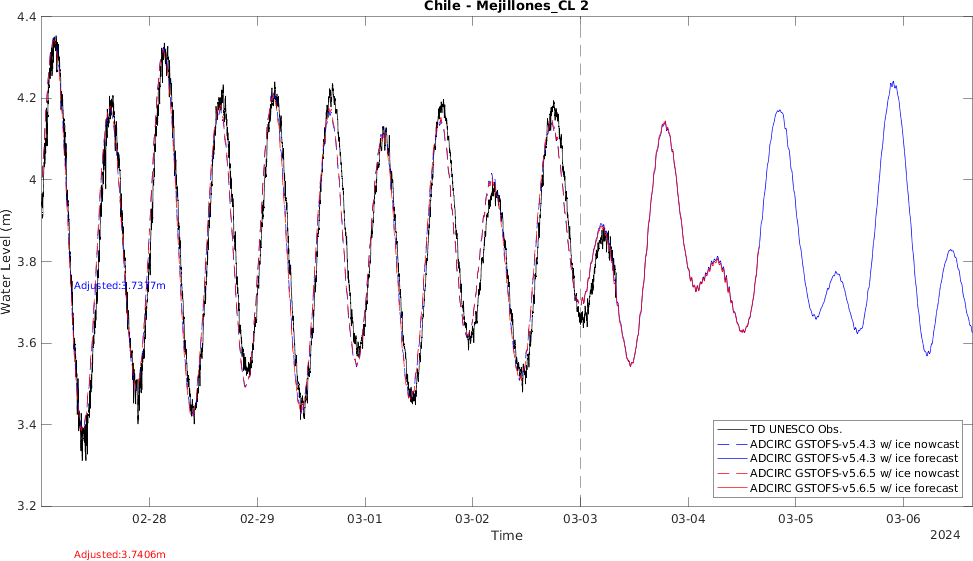 Chile - Mejillones_CL 2
4.4
4.2
4
3.8
3.6
3.4
3.2
Water Level (m)
Adjusted:3.7377m
TD UNESCO Obs.
ADCIRC GSTOFS-v5.4.3 w/ ice nowcast
ADCIRC GSTOFS-v5.4.3 w/ ice forecast
ADCIRC GSTOFS-v5.6.5 w/ ice nowcast
ADCIRC GSTOFS-v5.6.5 w/ ice forecast
02-28 02-29 03-01 03-02 03-03 03-04 03-05 03-06
Time
2024
Adjusted:3.7406m